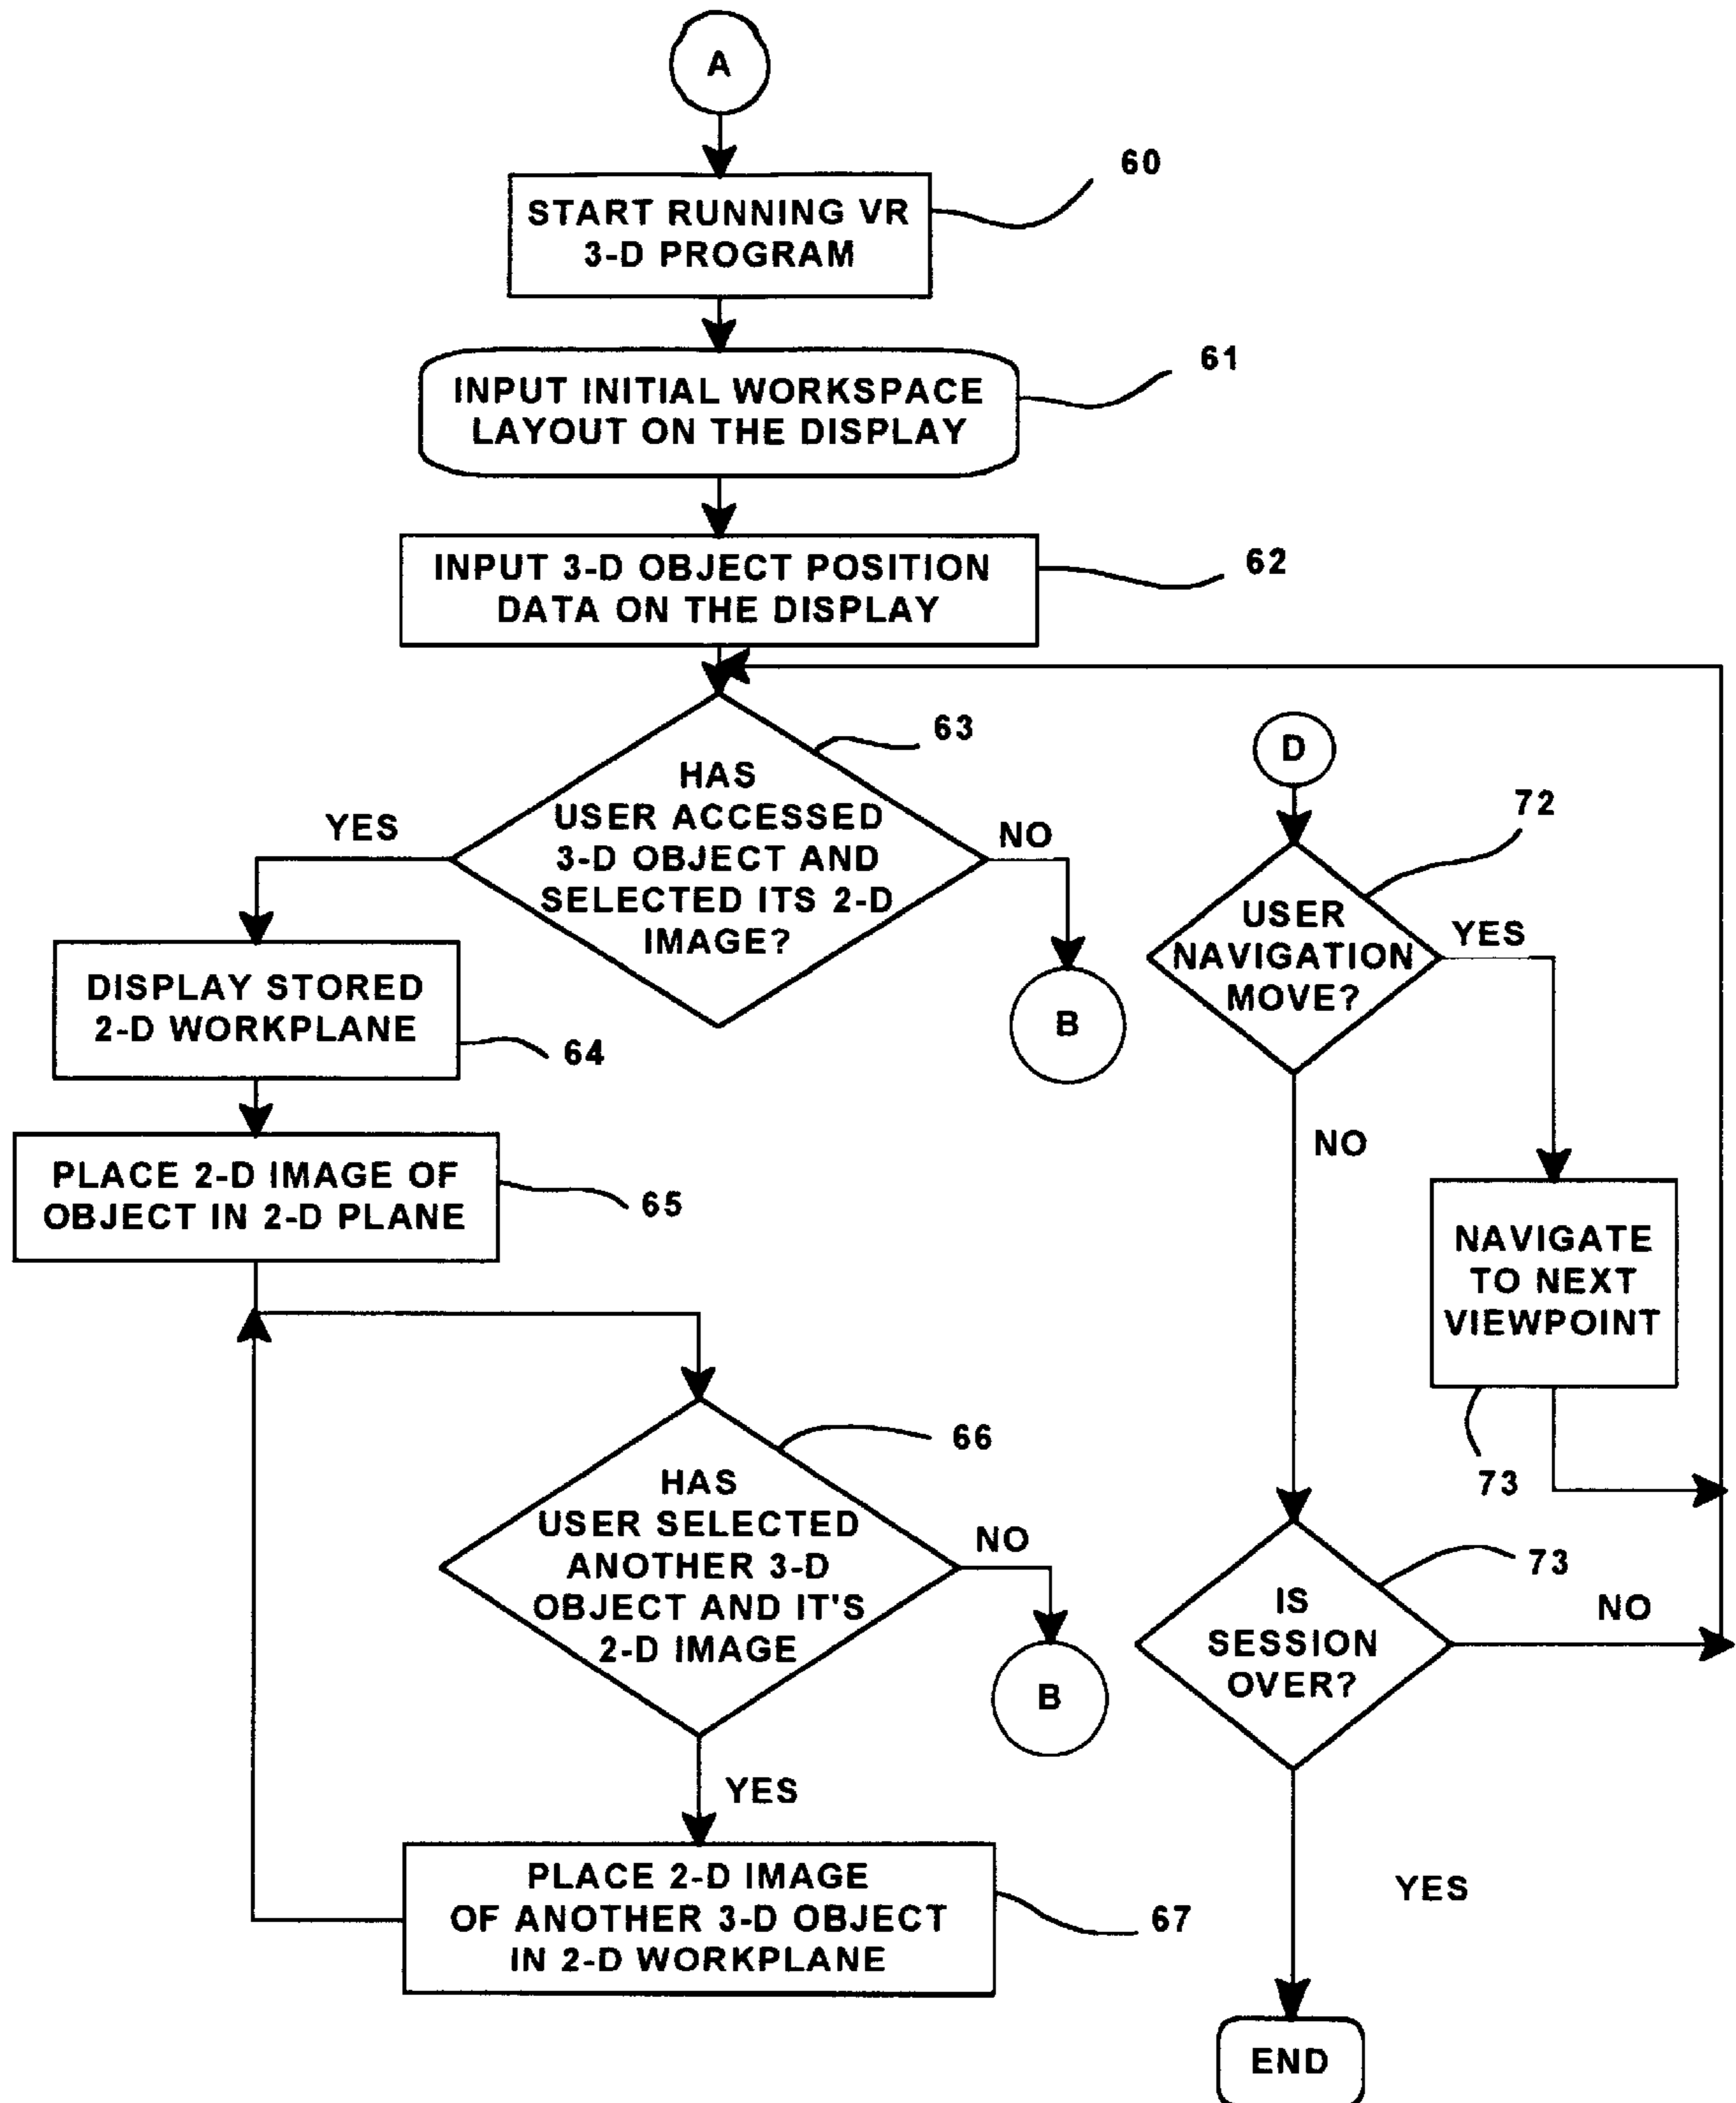 A
60
START RUNNING VR
3-D PROGRAM
61
INPUT INITIAL WORKSPACE
LAYOUT ON THE DISPLAY
62
INPUT 3-D OBJECT POSITION
DATA ON THE DISPLAY
63
HAS
USER ACCESSED
3-D OBJECT AND
SELECTED ITS 2-D
IMAGE?
YES
NO
B
DISPLAY STORED
2-D WORKPLANE
64
PLACE 2-D IMAGE OF
OBJECT IN 2-D PLANE
65
66
HAS
USER SELECTED
ANOTHER 3-D
OBJECT AND IT'S
2-D IMAGE
NO
B
YES
PLACE 2-D IMAGE
OF ANOTHER 3-D OBJECT
IN 2-D WORKPLANE
67
D
72
USER
NAVIGATION
MOVE?
YES
NO
NAVIGATE
TO NEXT
VIEWPOINT
73
73
IS
SESSION
OVER?
NO
YES
END